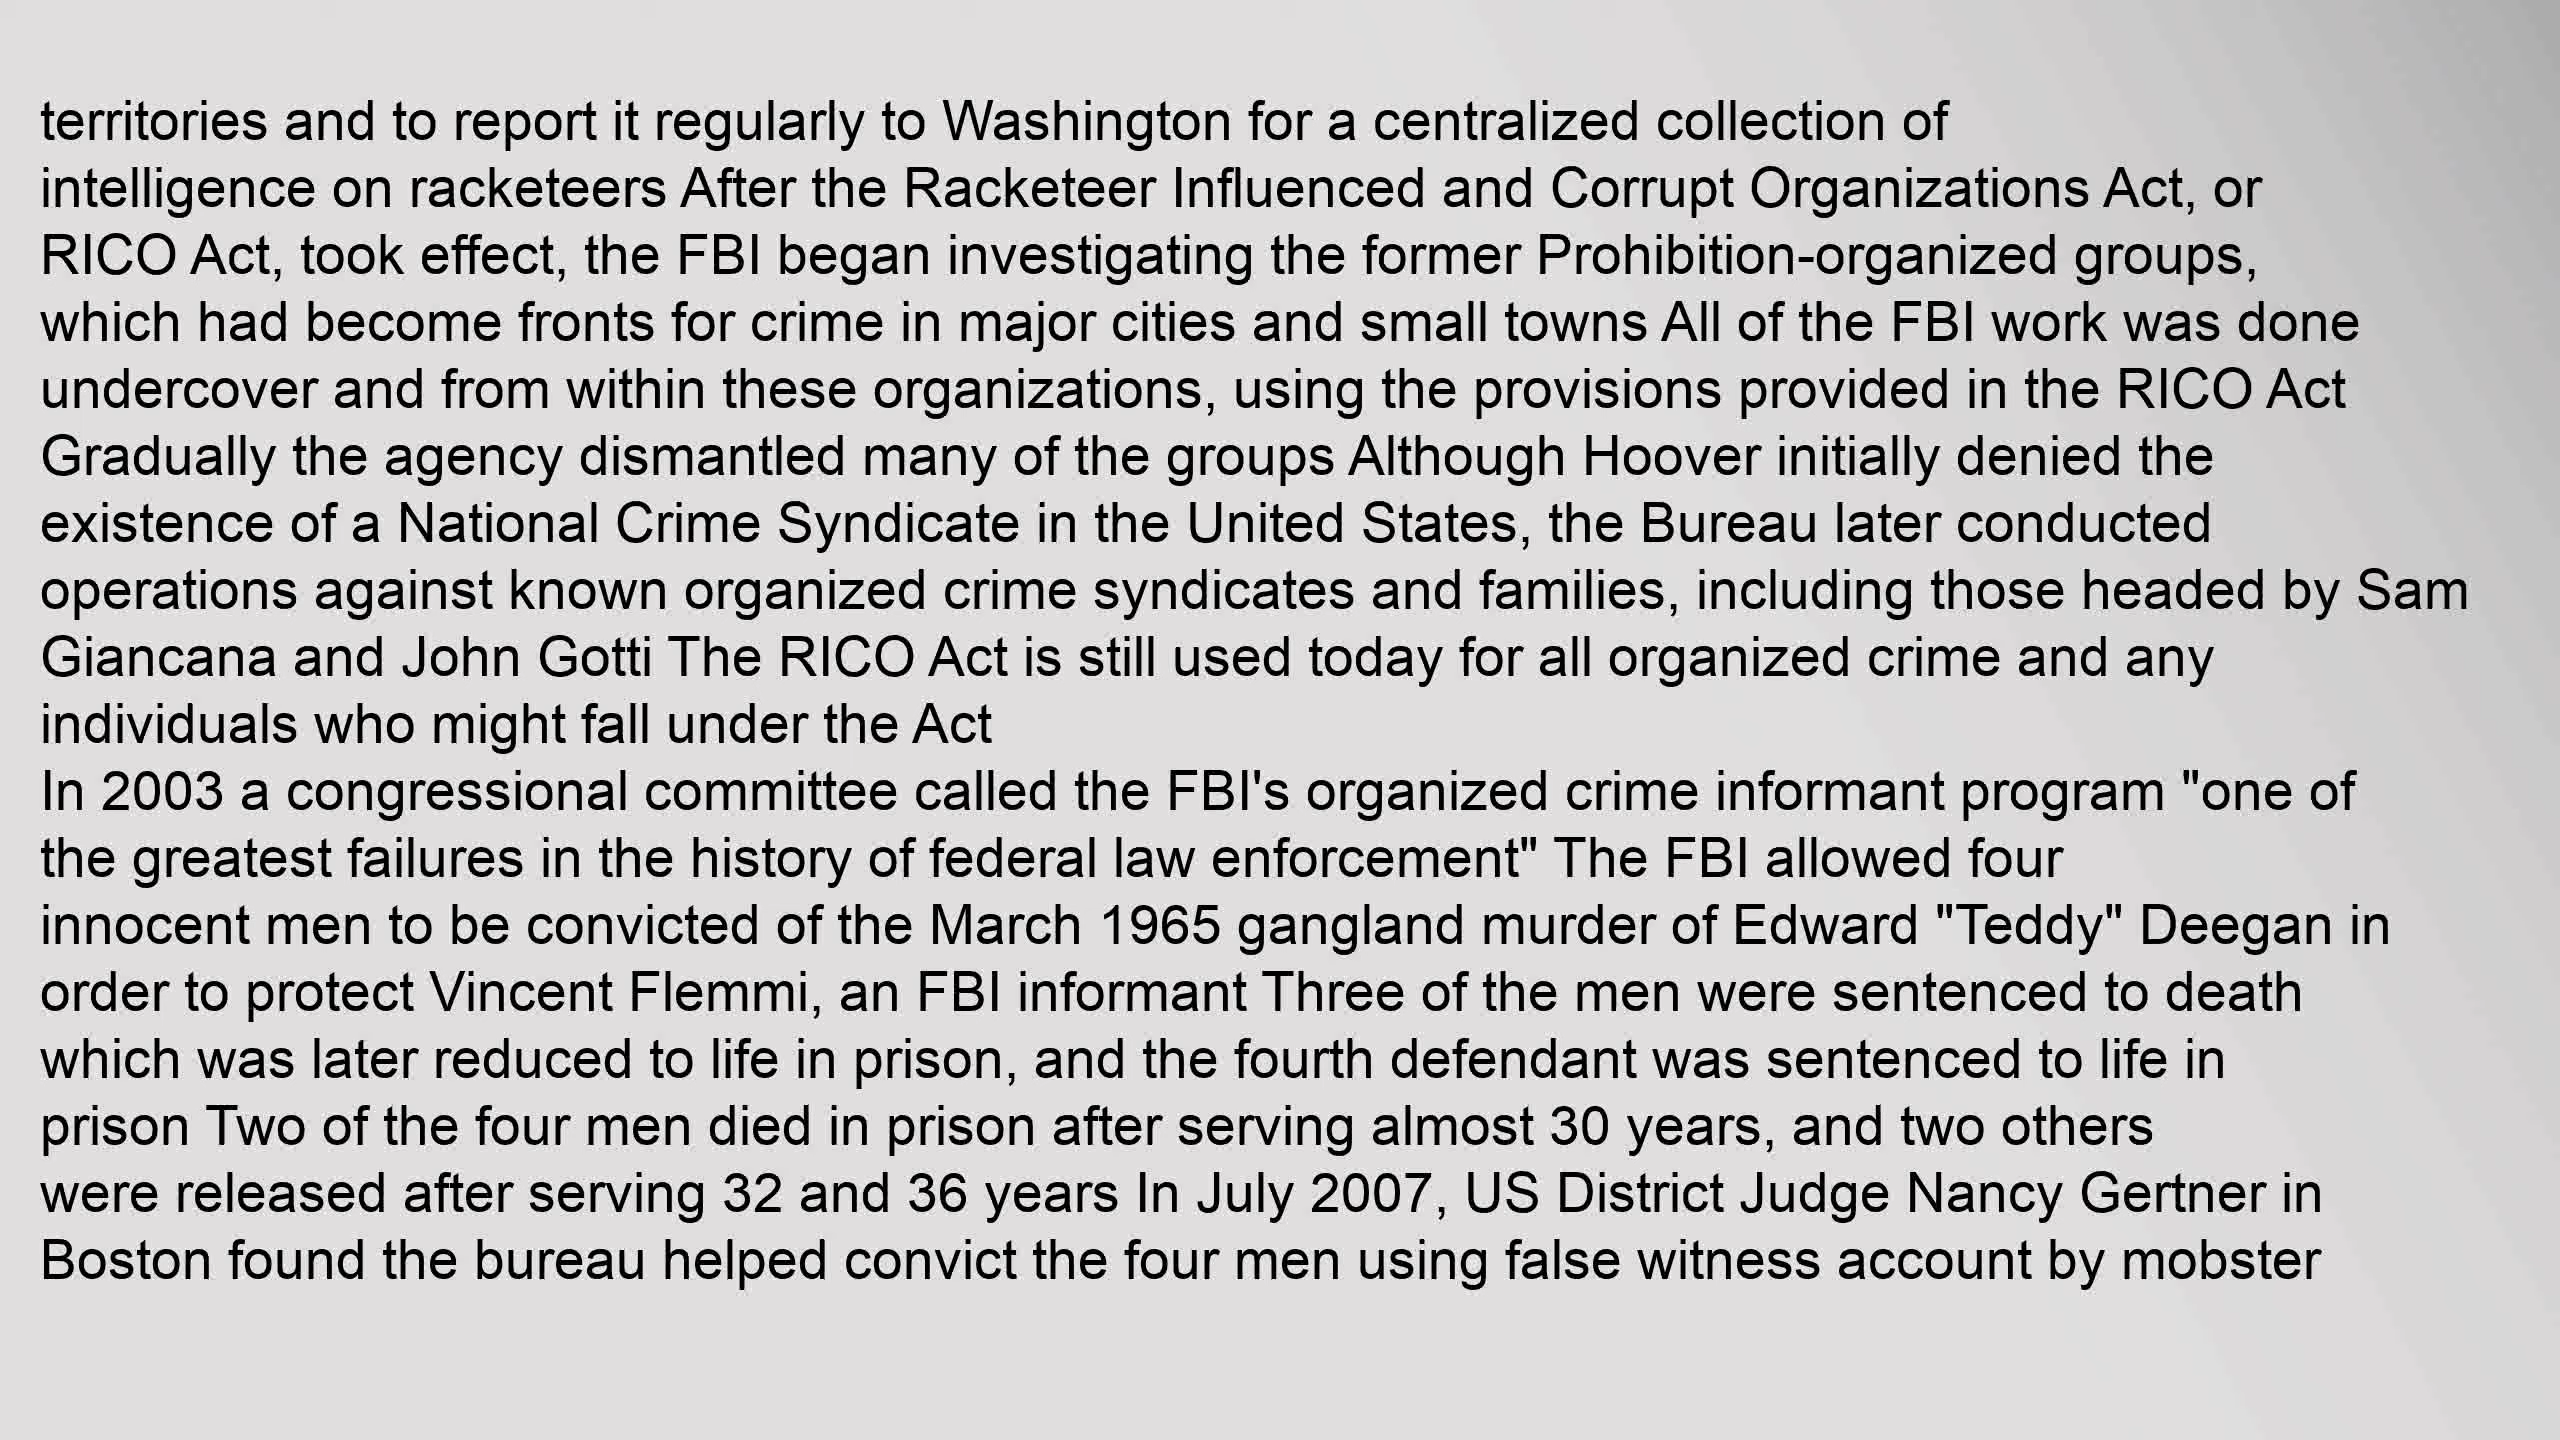 territories and to report it regularly to Washington for a centralized collection of
intelligence on racketeers After the Racketeer Influenced and Corrupt Organizations Act, or
RICO Act, took effect, the FBI began investigating the former Prohibition-organized groups,
which had become fronts for crime in major cities and small towns All of the FBI work was done
undercover and from within these organizations, using the provisions provided in the RICO Act
Gradually the agency dismantled many of the groups Although Hoover initially denied the
existence of a National Crime Syndicate in the United States, the Bureau later conducted
operations against known organized crime syndicates and families, including those headed by Sam
Giancana and John Gotti The RICO Act is still used today for all organized crime and any
individuals who might fall under the Act
In 2003 a congressional committee called the FBI's organized crime informant program "one of
the greatest failures in the history of federal law enforcement" The FBI allowed four
innocent men to be convicted of the March 1965 gangland murder of Edward "Teddy" Deegan in
order to protect Vincent Flemmi, an FBI informant Three of the men were sentenced to death
which was later reduced to life in prison, and the fourth defendant was sentenced to life in
prison Two of the four men died in prison after serving almost 30 years, and two others
were released after serving 32 and 36 years In July 2007, US District Judge Nancy Gertner in
Boston found the bureau helped convict the four men using false witness account by mobster